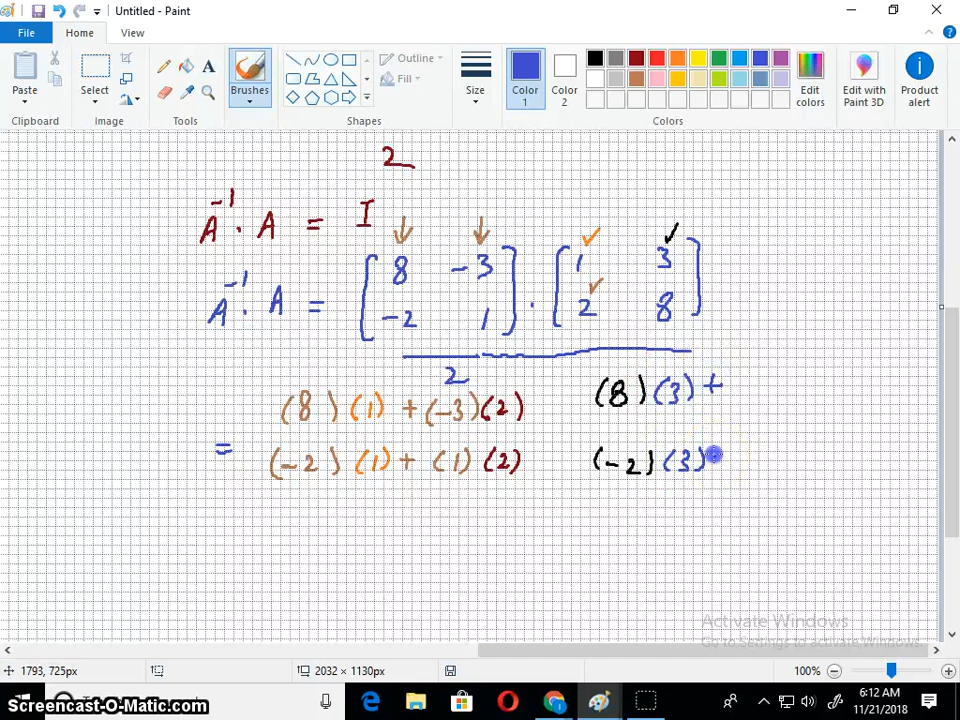 Untitled - Paint
File Home View
Paste Select Brushes Size Color 1 Color 2 Edit colors Edit with Paint 3D Product alert
Outline
Fill
Clipboard Image Tools Shapes Colors
2
A⁻¹ · A = I
A⁻¹ · A = [8 -3 -2 1] · [1 3 2 8]
2
(8) (1) + (-3) (2) (8) (3) +
=
(-2) (1) + (1) (2) (-2) (3)
Activate Windows
Go to Settings to activate Windows.
1793, 725px 2032 × 1130px 100%
Screencast-O-Matic.com
6:12 AM
11/21/2018